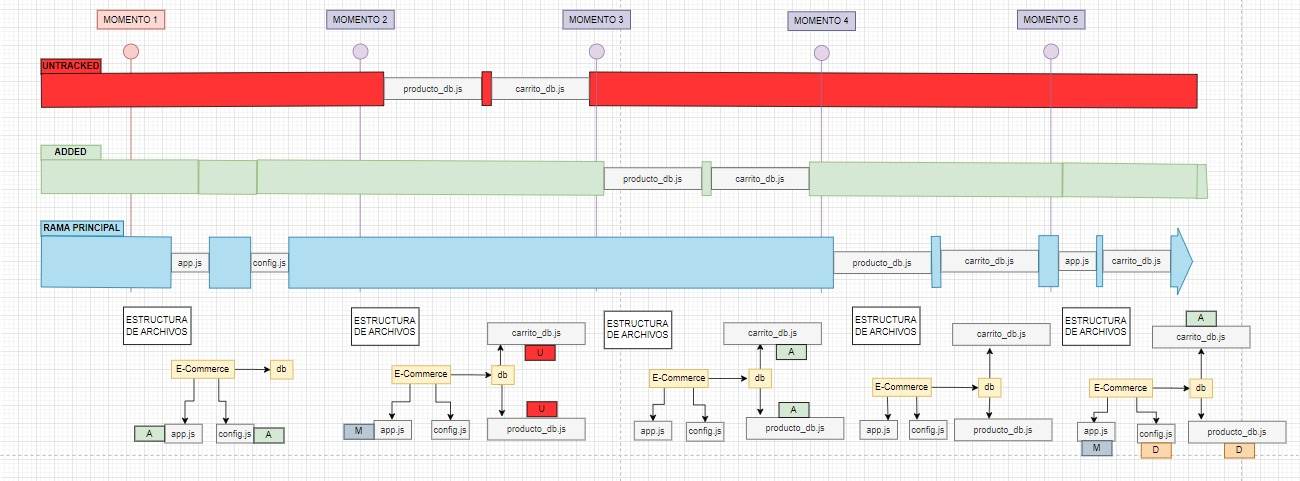 MOMENTO 1
MOMENTO 2
MOMENTO 3
MOMENTO 4
MOMENTO 5
UNTRACKED
producto_db.js
carrito_db.js
ADDED
producto_db.js
carrito_db.js
RAMA PRINCIPAL
app.js
config.js
producto_db.js
carrito_db.js
app.js
carrito_db.js
ESTRUCTURA
DE ARCHIVOS
E-Commerce
db
A
app.js
config.js
A
ESTRUCTURA
DE ARCHIVOS
carrito_db.js
U
E-Commerce
db
U
M
app.js
config.js
producto_db.js
ESTRUCTURA
DE ARCHIVOS
carrito_db.js
A
E-Commerce
db
A
app.js
config.js
producto_db.js
ESTRUCTURA
DE ARCHIVOS
carrito_db.js
E-Commerce
db
app.js
config.js
producto_db.js
ESTRUCTURA
DE ARCHIVOS
A
carrito_db.js
E-Commerce
db
app.js
config.js
producto_db.js
M
D
D